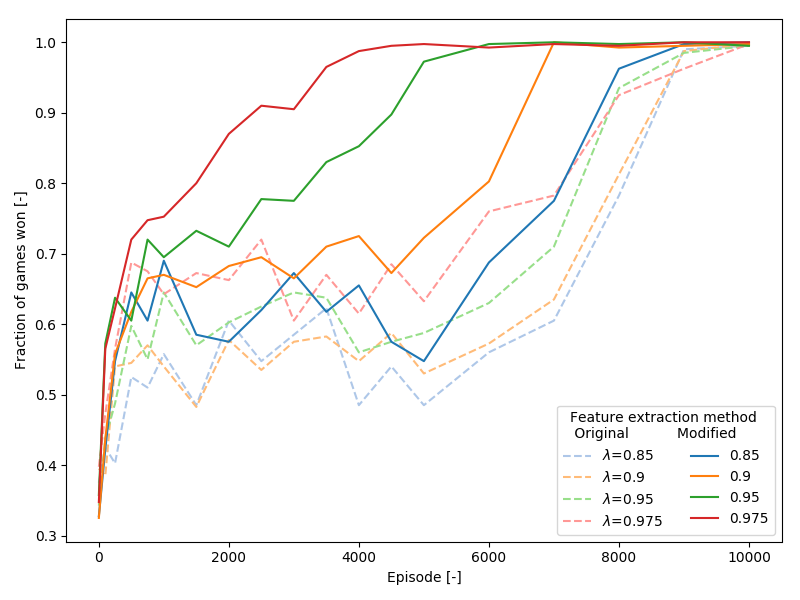 1.0
0.9
0.8
0.7
0.6
0.5
0.4
0.3
Fraction of games won [-]
0 2000 4000 6000 8000 10000
Episode [-]
Feature extraction method
Original Modified
λ=0.85 0.85
λ=0.9 0.9
λ=0.95 0.95
λ=0.975 0.975